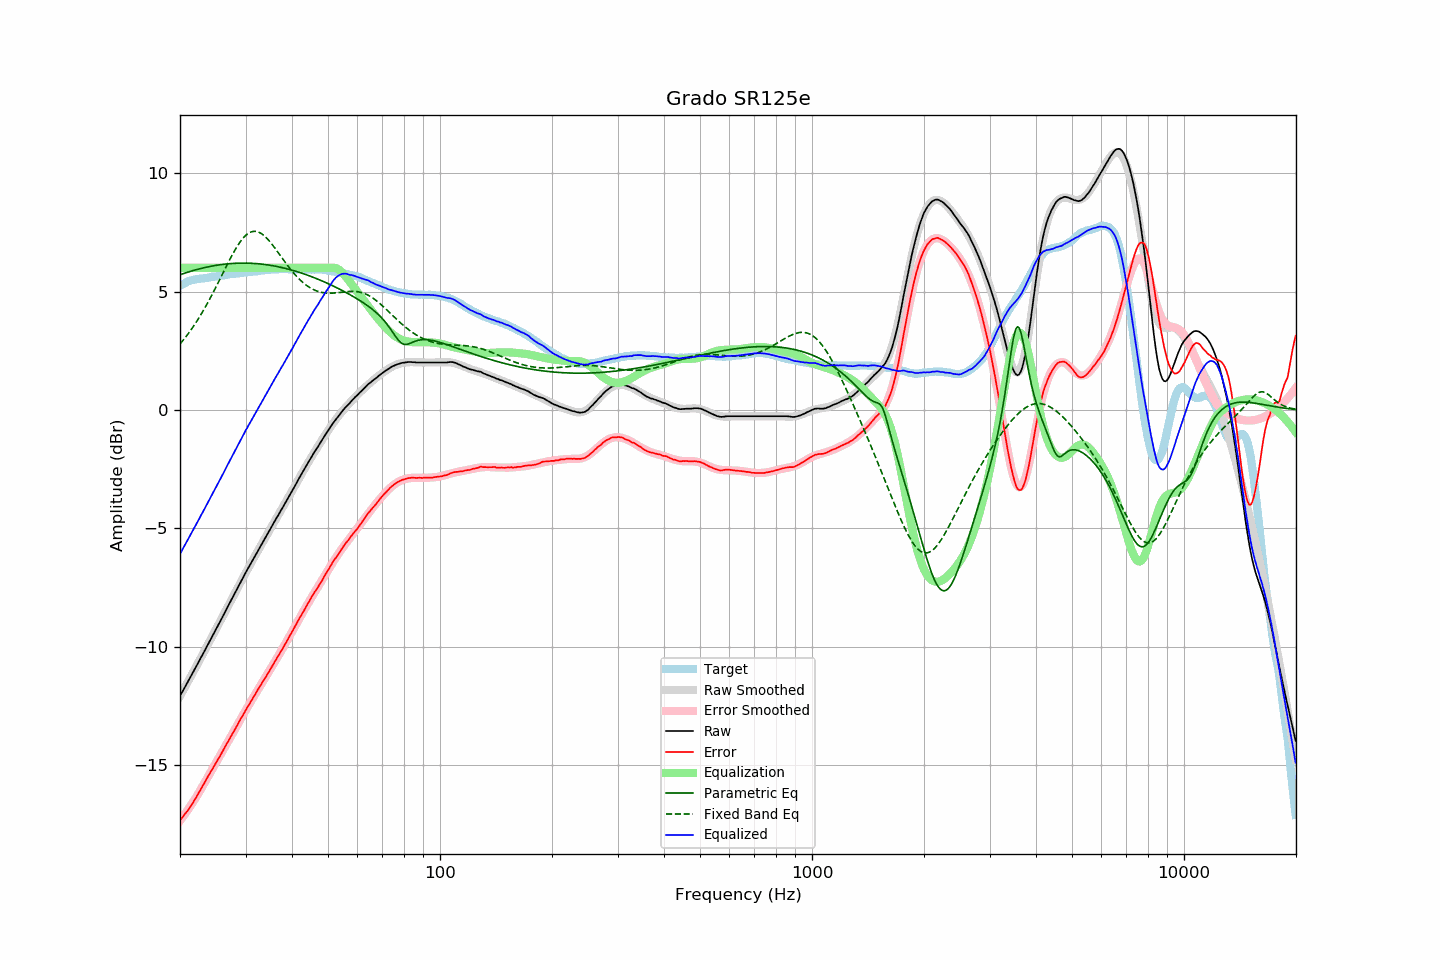 Grado SR125e
10
5
0
−5
−10
−15
Amplitude (dBr)
Target
Raw Smoothed
Error Smoothed
Raw
Error
Equalization
Parametric Eq
Fixed Band Eq
Equalized
100
1000
10000
Frequency (Hz)